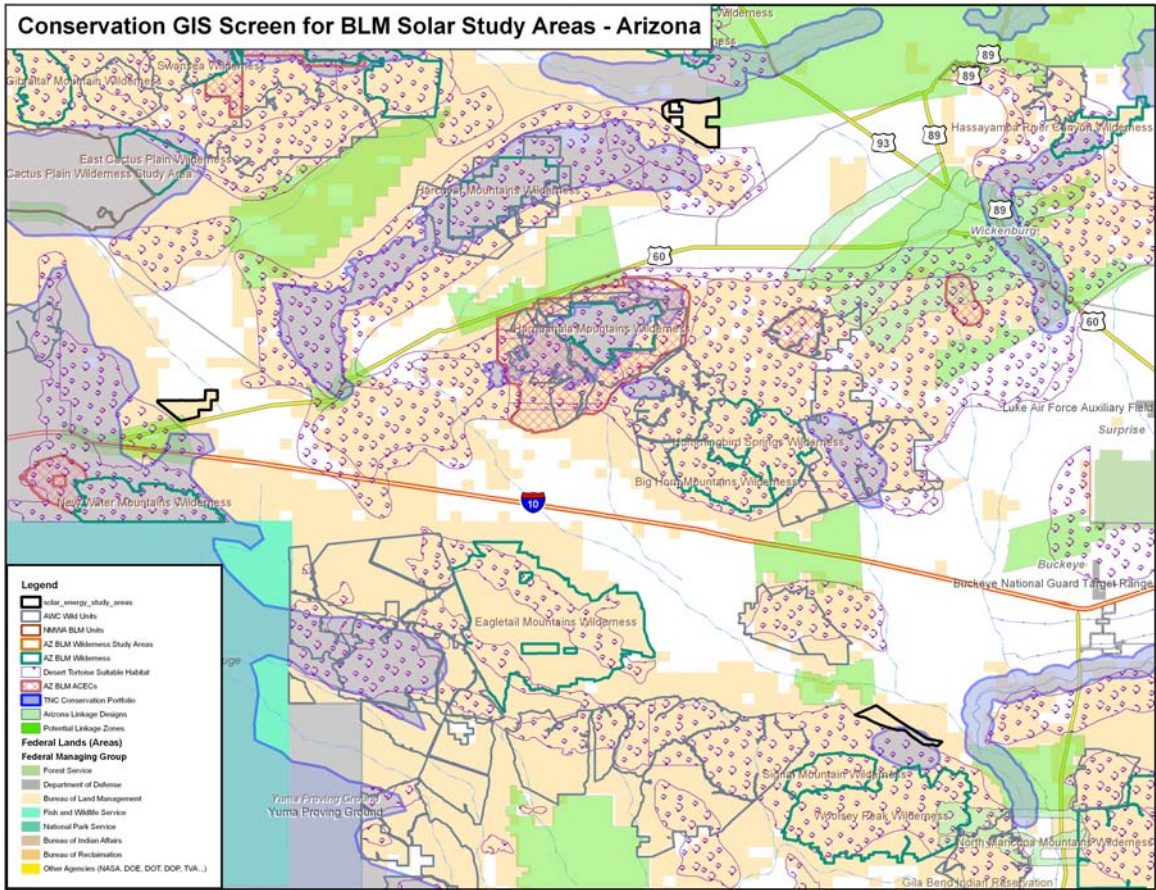 Conservation GIS Screen for BLM Solar Study Areas - Arizona
Wilderness
Swansea Wilderness
Gibraltar Mountain Wilderness
89
89
89
93
Hassayampa River Canyon Wilderness
East Cactus Plain Wilderness
Cactus Plain Wilderness Study Area
Harcuvar Mountains Wilderness
89
Wickenburg
60
60
Harquahala Mountains Wilderness
Luke Air Force Auxiliary Field
Surprise
Hummingbird Springs Wilderness
Big Horn Mountains Wilderness
New Water Mountains Wilderness
10
Buckeye
Buckeye National Guard Target Range
Eagletail Mountains Wilderness
Signal Mountain Wilderness
Woolsey Peak Wilderness
Yuma Proving Ground
Yuma Proving Ground
North Maricopa Mountains Wilderness
Gila Bend Indian Reservation
Legend
solar_energy_study_areas
AWC Wild Units
NMWA BLM Units
AZ BLM Wilderness Study Areas
AZ BLM Wilderness
Desert Tortoise Suitable Habitat
AZ BLM ACECs
TNC Conservation Portfolio
Arizona Linkage Designs
Potential Linkage Zones
Federal Lands (Areas)
Federal Managing Group
Forest Service
Department of Defense
Bureau of Land Management
Fish and Wildlife Service
National Park Service
Bureau of Indian Affairs
Bureau of Reclamation
Other Agencies (NASA, DOE, DOT, DOP, TVA...)